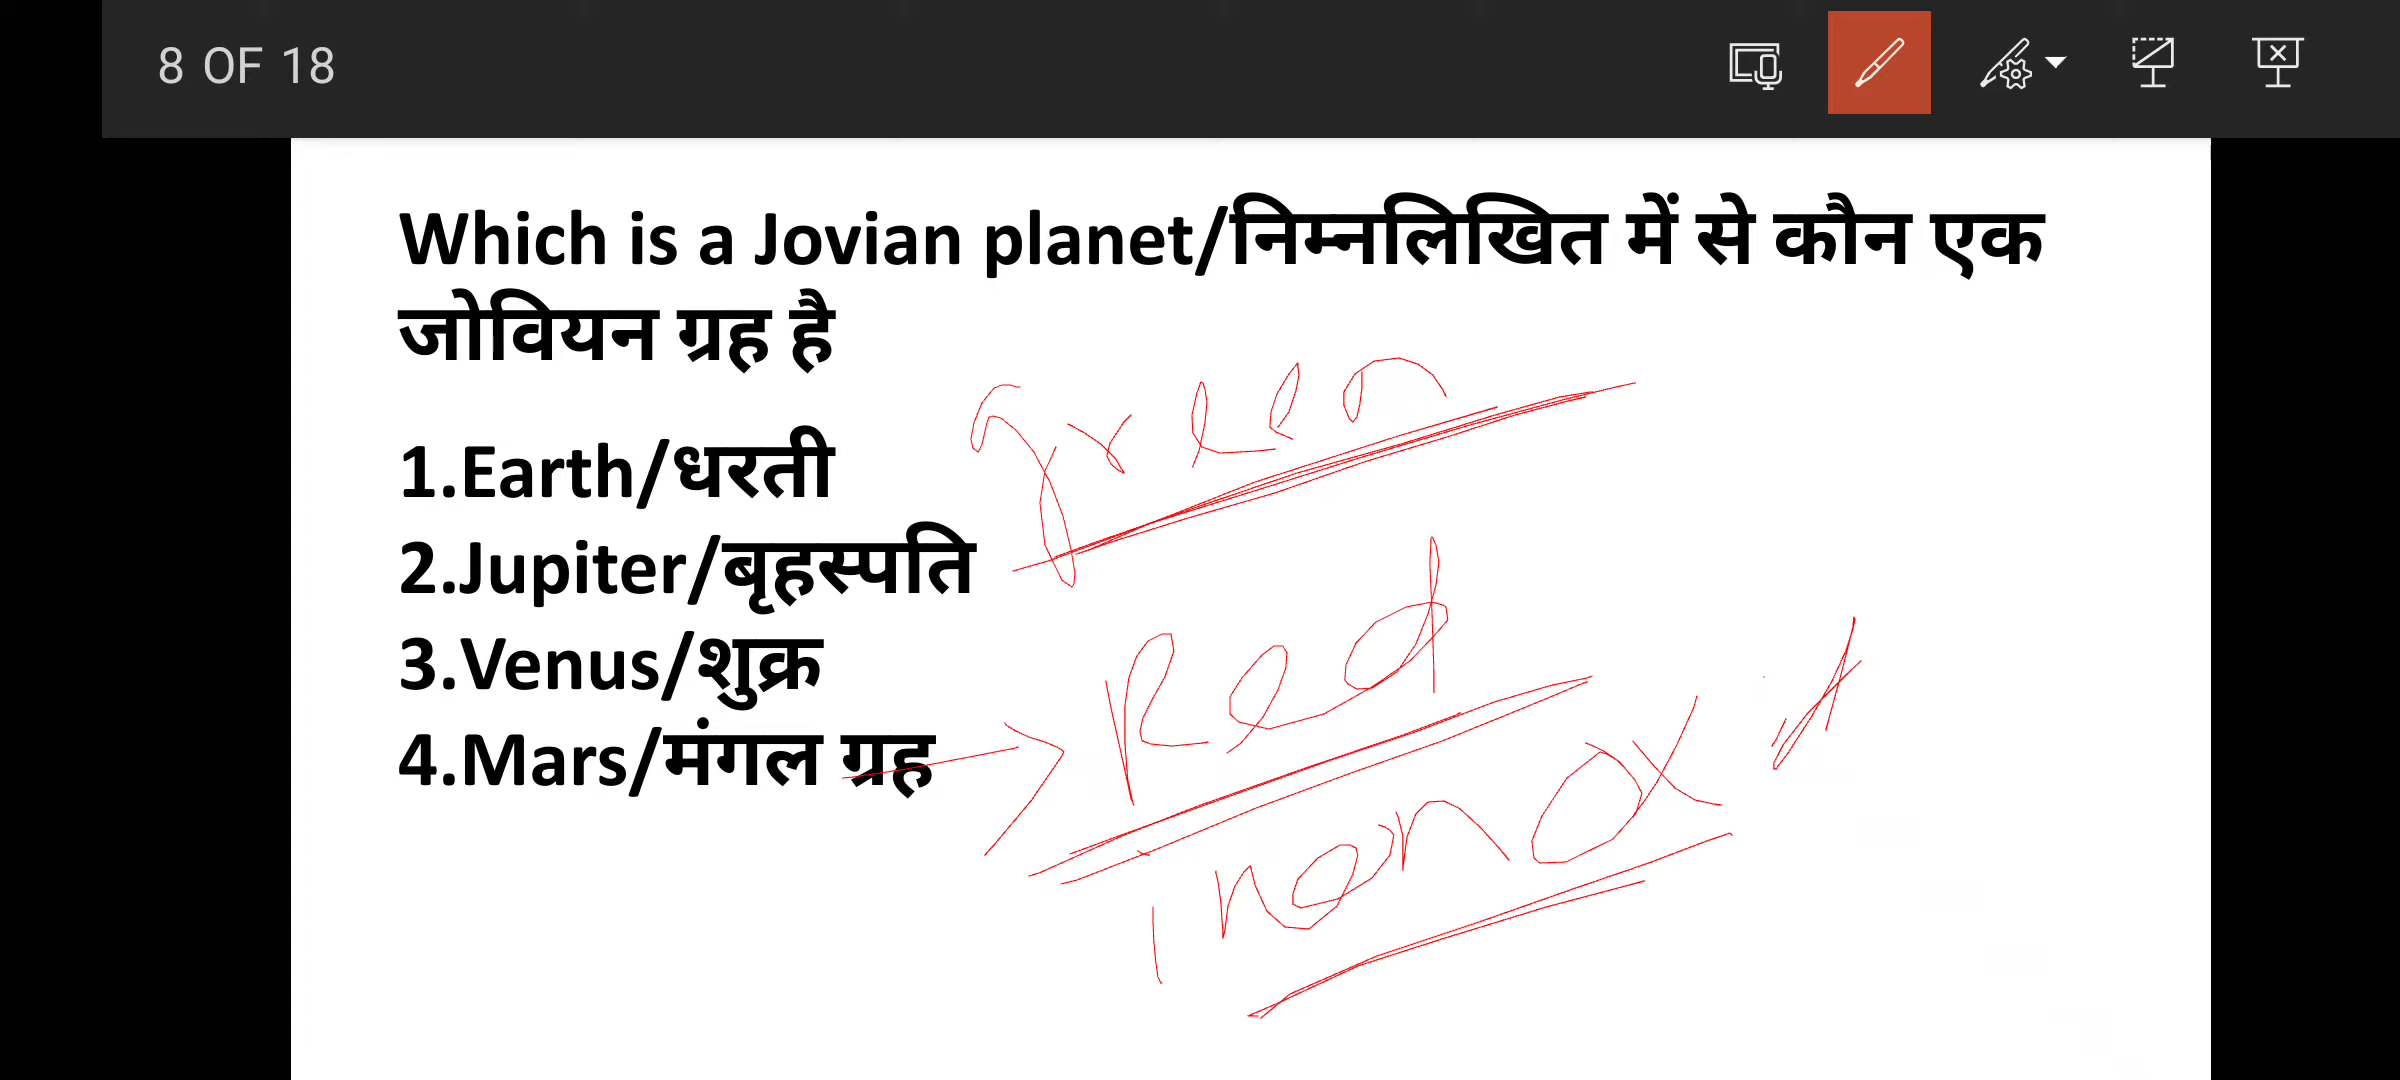 8 OF 18
Which is a Jovian planet/निम्नलिखित में से कौन एक
जोवियन ग्रह है
1.Earth/धरती
green
2.Jupiter/बृहस्पति
3.Venus/शुक्र
Red
4.Mars/मंगल ग्रह